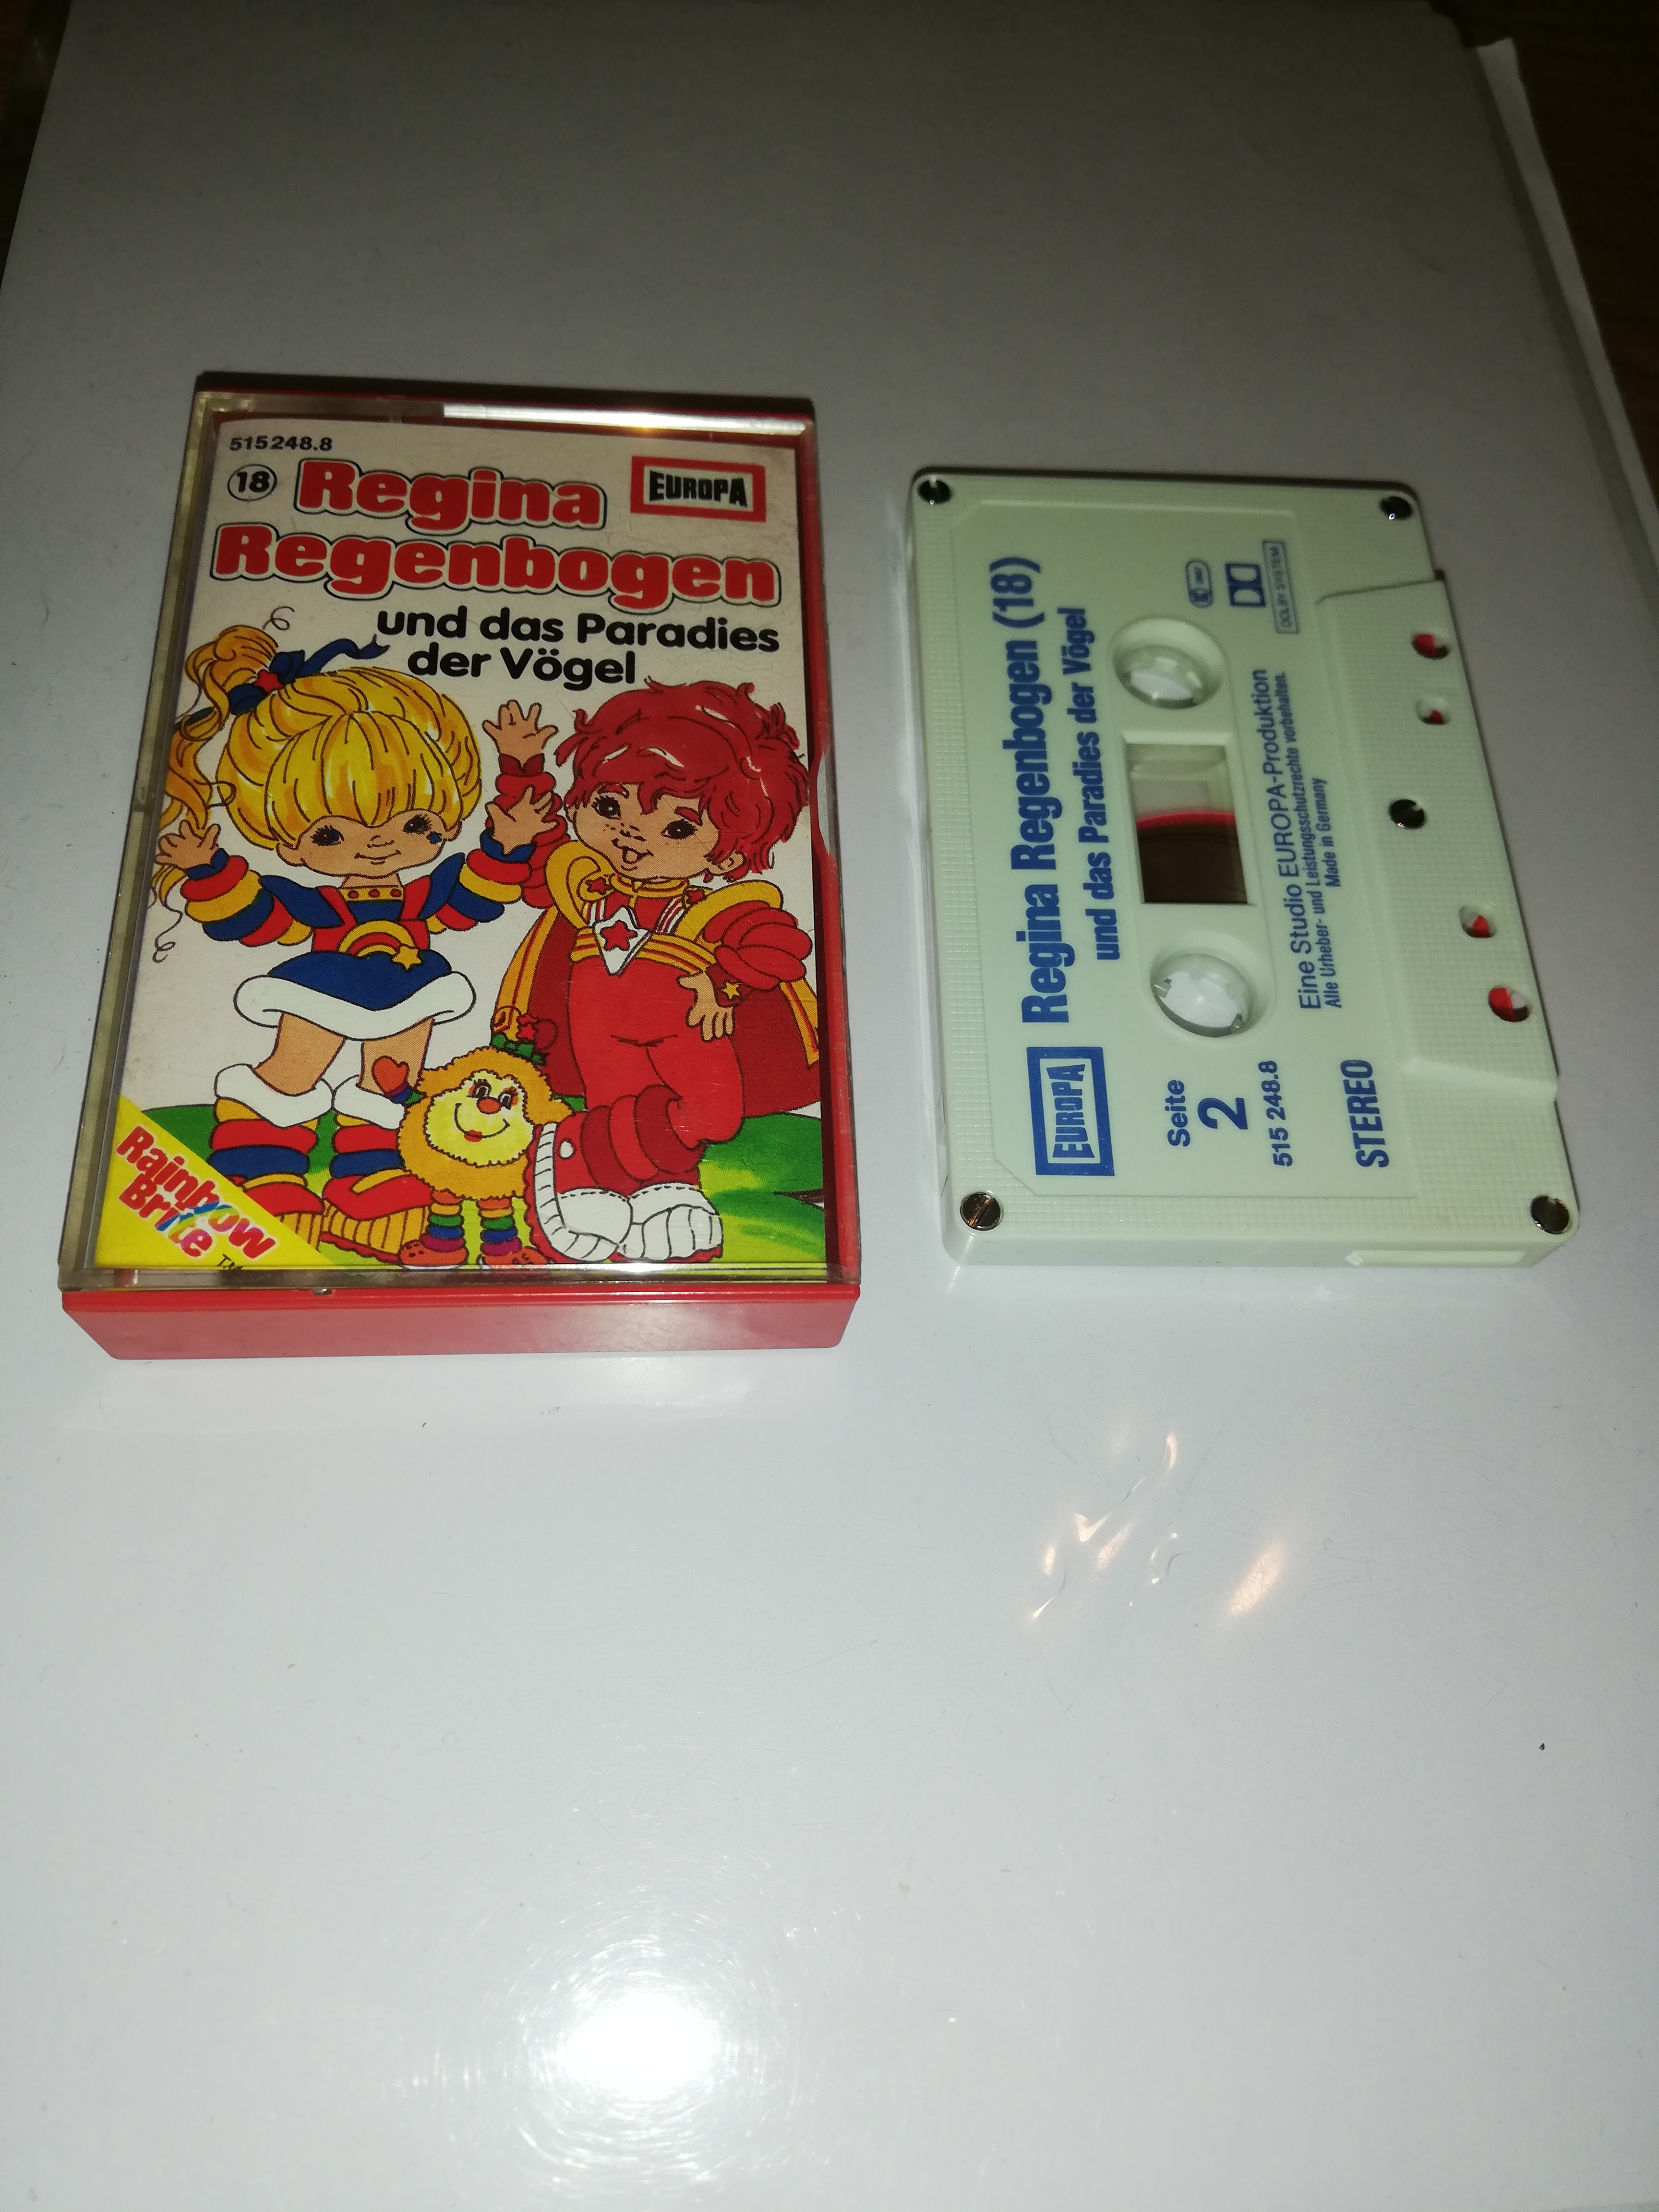 515248.8
18 Regina EUROPA
Regenbogen
und das Paradies
der Vögel
Rainbow
Brite
TM
EUROPA Regina Regenbogen (18)
und das Paradies der Vögel
Seite
2
515 248.8
DOLBY SYSTEM
Eine Studio EUROPA-Produktion
Alle Urheber- und Leistungsschutzrechte vorbehalten.
Made in Germany
STEREO